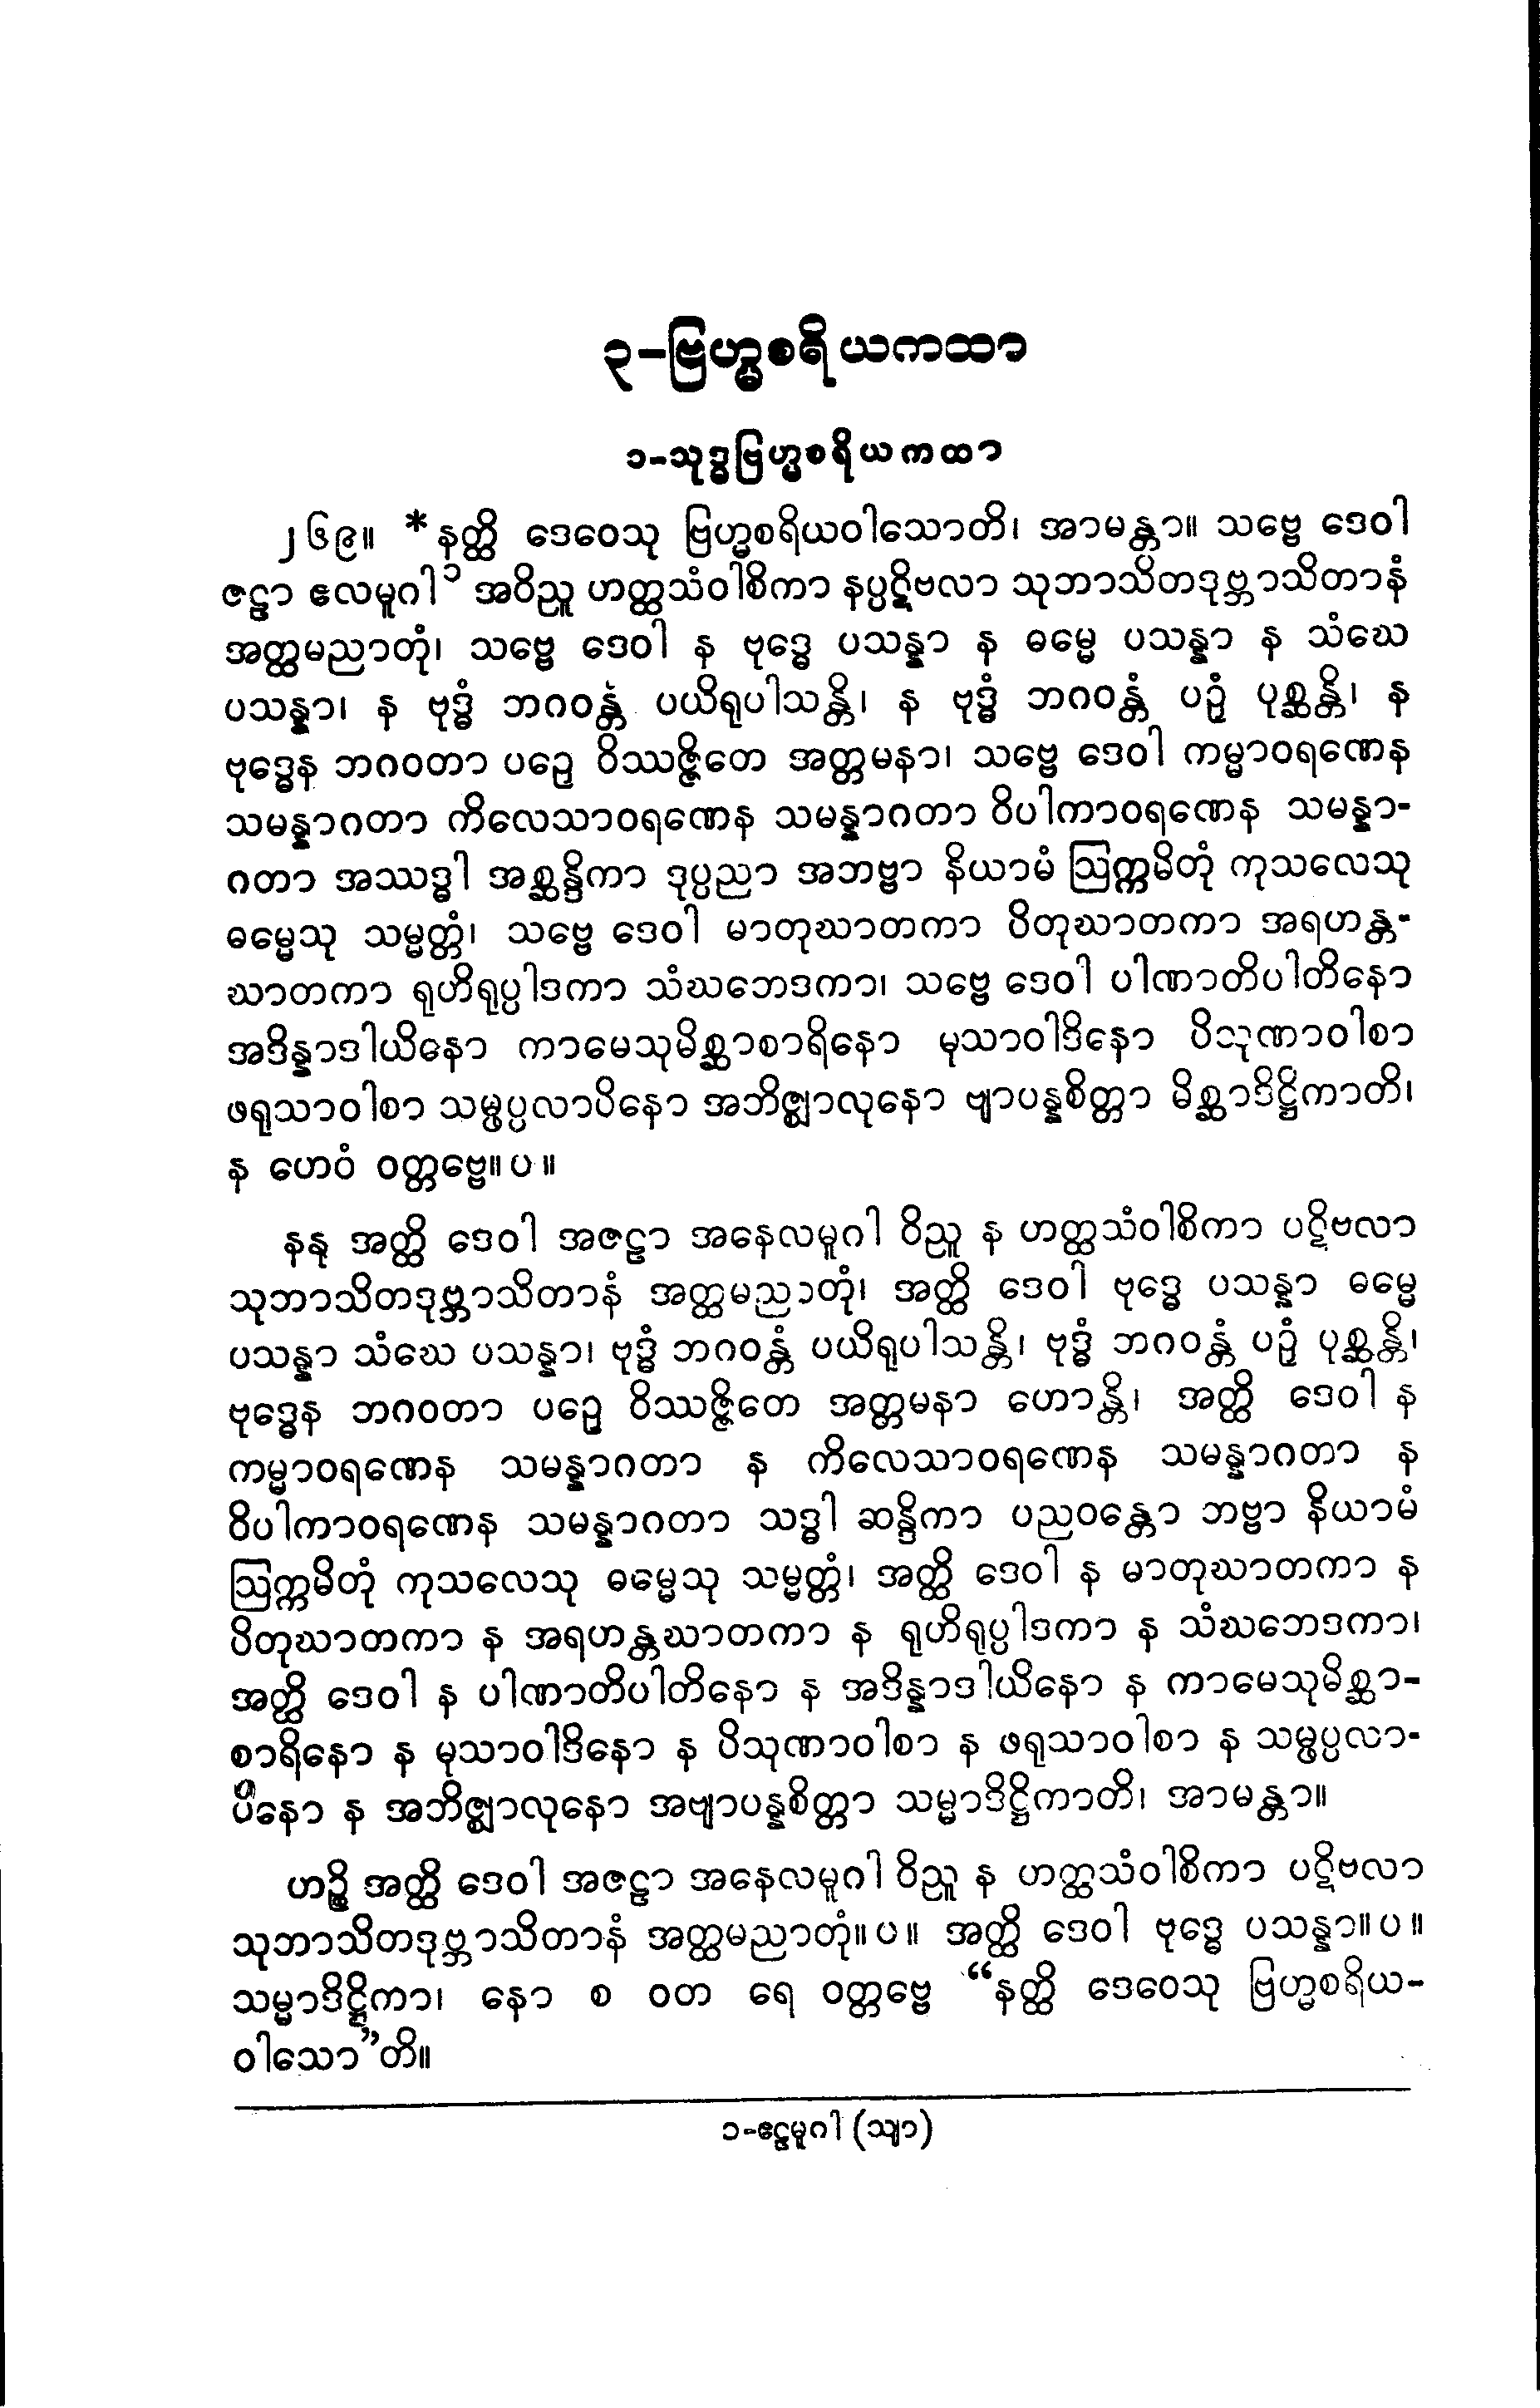 ၃-ဗြဟ္မစရိယကထာ
၁-သုဒ္ဓဗြဟ္မစရိယကထာ
၂၆၉။ *နတ္ထိ ဒေဝေသု ဗြဟ္မစရိယဝါသောတိ၊ အာမန္တာ။ သဗ္ဗေ ဒေဝါ
ဇဠာ ဧလမူဂါ၁ အဝိညူ ဟတ္ထသံဝါစိကာ နပ္ပဋိဗလာ သုဘာသိတဒုဗ္ဘာသိတာနံ
အတ္ထမညာတုံ၊ သဗ္ဗေ ဒေဝါ န ဗုဒ္ဓေ ပသန္နာ န ဓမ္မေ ပသန္နာ န သံဃေ
ပသန္နာ၊ န ဗုဒ္ဓံ ဘဂဝန္တံ ပယိရုပါသန္တိ၊ န ဗုဒ္ဓံ ဘဂဝန္တံ ပဉှံ ပုစ္ဆန္တိ၊ န
ဗုဒ္ဓေန ဘဂဝတာ ပဉှေ ဝိဿဇ္ဇိတေ အတ္တမနာ၊ သဗ္ဗေ ဒေဝါ ကမ္မာဝရဏေန
သမန္နာဂတာ ကိလေသာဝရဏေန သမန္နာဂတာ ဝိပါကာဝရဏေန သမန္နာ-
ဂတာ အဿဒ္ဓါ အစ္ဆန္ဒိကာ ဒုပ္ပညာ အဘဗ္ဗာ နိယာမံ ဩက္ကမိတုံ ကုသလေသု
ဓမ္မေသု သမ္မတ္တံ၊ သဗ္ဗေ ဒေဝါ မာတုဃာတကာ ပိတုဃာတကာ အရဟန္တ-
ဃာတကာ ရုဟိရုပ္ပါဒကာ သံဃဘေဒကာ၊ သဗ္ဗေ ဒေဝါ ပါဏာတိပါတိနော
အဒိန္နာဒါယိနော ကာမေသုမိစ္ဆာစာရိနော မုသာဝါဒိနော ပိသုဏာဝါစာ
ဖရုသာဝါစာ သမ္ဖပ္ပလာပိနော အဘိဇ္ဈာလုနော ဗျာပန္နစိတ္တာ မိစ္ဆာဒိဋ္ဌိကာတိ၊
န ဟေဝံ ဝတ္တဗ္ဗေ။ပ။
နနု အတ္ထိ ဒေဝါ အဇဠာ အနေလမူဂါ ဝိညူ န ဟတ္ထသံဝါစိကာ ပဋိဗလာ
သုဘာသိတဒုဗ္ဘာသိတာနံ အတ္ထမညာတုံ၊ အတ္ထိ ဒေဝါ ဗုဒ္ဓေ ပသန္နာ ဓမ္မေ
ပသန္နာ သံဃေ ပသန္နာ၊ ဗုဒ္ဓံ ဘဂဝန္တံ ပယိရုပါသန္တိ၊ ဗုဒ္ဓံ ဘဂဝန္တံ ပဉှံ ပုစ္ဆန္တိ၊
ဗုဒ္ဓေန ဘဂဝတာ ပဉှေ ဝိဿဇ္ဇိတေ အတ္တမနာ ဟောန္တိ၊ အတ္ထိ ဒေဝါ န
ကမ္မာဝရဏေန သမန္နာဂတာ န ကိလေသာဝရဏေန သမန္နာဂတာ န
ဝိပါကာဝရဏေန သမန္နာဂတာ သဒ္ဓါ ဆန္ဒိကာ ပညဝန္တော ဘဗ္ဗာ နိယာမံ
ဩက္ကမိတုံ ကုသလေသု ဓမ္မေသု သမ္မတ္တံ၊ အတ္ထိ ဒေဝါ န မာတုဃာတကာ န
ပိတုဃာတကာ န အရဟန္တဃာတကာ န ရုဟိရုပ္ပါဒကာ န သံဃဘေဒကာ၊
အတ္ထိ ဒေဝါ န ပါဏာတိပါတိနော န အဒိန္နာဒါယိနော န ကာမေသုမိစ္ဆာ-
စာရိနော န မုသာဝါဒိနော န ပိသုဏာဝါစာ န ဖရုသာဝါစာ န သမ္ဖပ္ပလာ-
ပိနော န အဘိဇ္ဈာလုနော အဗျာပန္နစိတ္တာ သမ္မာဒိဋ္ဌိကာတိ၊ အာမန္တာ။
ဟဉ္စိ အတ္ထိ ဒေဝါ အဇဠာ အနေလမူဂါ ဝိညူ န ဟတ္ထသံဝါစိကာ ပဋိဗလာ
သုဘာသိတဒုဗ္ဘာသိတာနံ အတ္ထမညာတုံ။ပ။ အတ္ထိ ဒေဝါ ဗုဒ္ဓေ ပသန္နာ။ပ။
သမ္မာဒိဋ္ဌိကာ၊ နော စ ဝတ ရေ ဝတ္တဗ္ဗေ “နတ္ထိ ဒေဝေသု ဗြဟ္မစရိယ-
ဝါသော”တိ။
၁-ဧဠမူဂါ (သျာ)